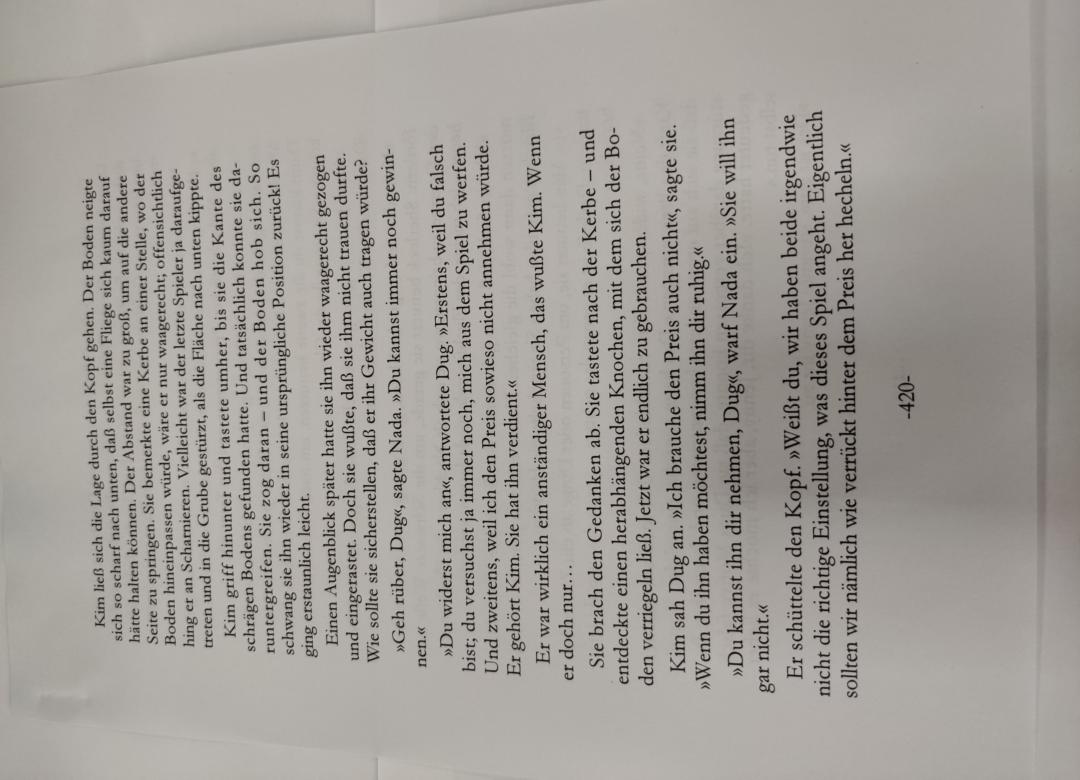 Kim ließ sich die Lage durch den Kopf gehen. Der Boden neigte
sich so scharf nach unten, daß selbst eine Fliege sich kaum darauf
hätte halten können. Der Abstand war zu groß, um auf die andere
Seite zu springen. Sie bemerkte eine Kerbe an einer Stelle, wo der
Boden hineinpassen würde, wäre er nur waagerecht; offensichtlich
hing er an Scharnieren. Vielleicht war der letzte Spieler ja daraufge-
treten und in die Grube gestürzt, als die Fläche nach unten kippte.
Kim griff hinunter und tastete umher, bis sie die Kante des
schrägen Bodens gefunden hatte. Und tatsächlich konnte sie da-
runtergreifen. Sie zog daran – und der Boden hob sich. So
schwang sie ihn wieder in seine ursprüngliche Position zurück! Es
ging erstaunlich leicht.
Einen Augenblick später hatte sie ihn wieder waagerecht gezogen
und eingerastet. Doch sie wußte, daß sie ihm nicht trauen durfte.
Wie sollte sie sicherstellen, daß er ihr Gewicht auch tragen würde?
»Geh rüber, Dug«, sagte Nada. »Du kannst immer noch gewin-
nen.«
»Du widerst mich an«, antwortete Dug. »Erstens, weil du falsch
bist; du versuchst ja immer noch, mich aus dem Spiel zu werfen.
Und zweitens, weil ich den Preis sowieso nicht annehmen würde.
Er gehört Kim. Sie hat ihn verdient.«
Er war wirklich ein anständiger Mensch, das wußte Kim. Wenn
er doch nur…
Sie brach den Gedanken ab. Sie tastete nach der Kerbe – und
entdeckte einen herabhängenden Knochen, mit dem sich der Bo-
den verriegeln ließ. Jetzt war er endlich zu gebrauchen.
Kim sah Dug an. »Ich brauche den Preis auch nicht«, sagte sie.
»Wenn du ihn haben möchtest, nimm ihn dir ruhig.«
»Du kannst ihn dir nehmen, Dug«, warf Nada ein. »Sie will ihn
gar nicht.«
Er schüttelte den Kopf. »Weißt du, wir haben beide irgendwie
nicht die richtige Einstellung, was dieses Spiel angeht. Eigentlich
sollten wir nämlich wie verrückt hinter dem Preis her hecheln.«
-420-